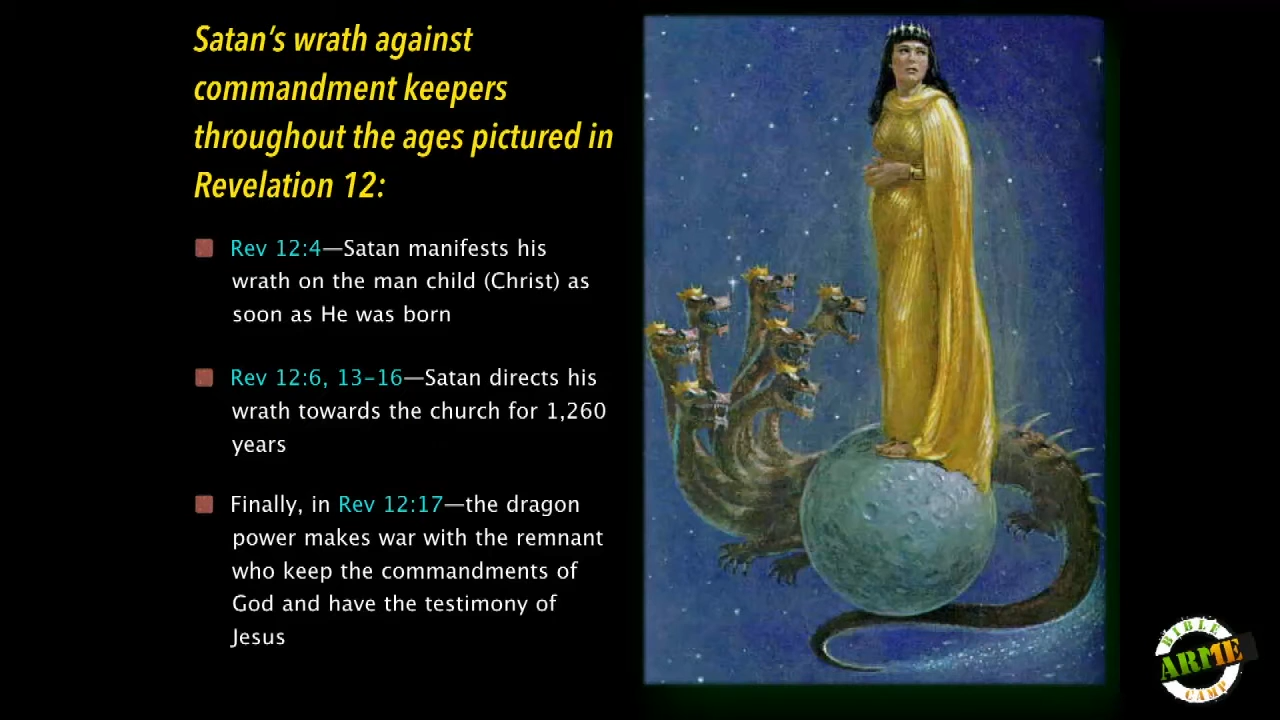 Satan's wrath against
commandment keepers
throughout the ages pictured in
Revelation 12:
Rev 12:4—Satan manifests his
wrath on the man child (Christ) as
soon as He was born
Rev 12:6, 13-16—Satan directs his
wrath towards the church for 1,260
years
Finally, in Rev 12:17—the dragon
power makes war with the remnant
who keep the commandments of
God and have the testimony of
Jesus
BIBLE
ARME
CAMP